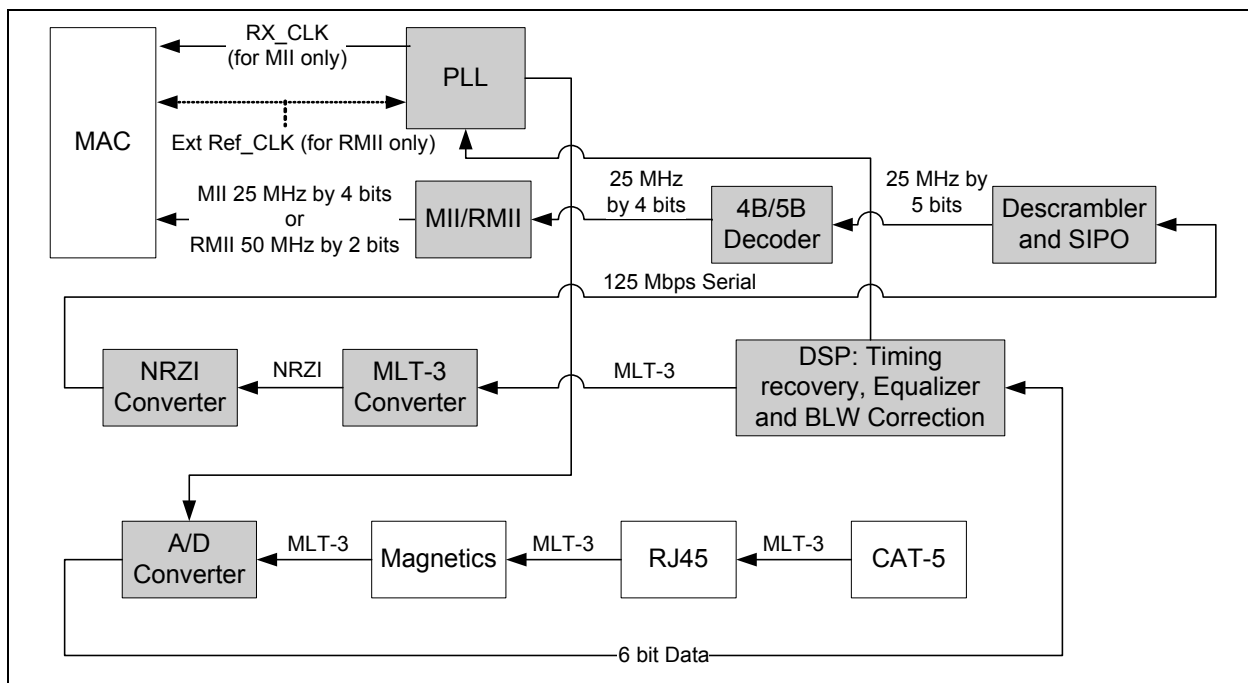 RX_CLK
(for MII only)
PLL
MAC
Ext Ref_CLK (for RMII only)
MII 25 MHz by 4 bits
or
RMII 50 MHz by 2 bits
MII/RMII
25 MHz
by 4 bits
4B/5B
Decoder
25 MHz by
5 bits
Descrambler
and SIPO
125 Mbps Serial
NRZI
Converter
NRZI
MLT-3
Converter
MLT-3
DSP: Timing
recovery, Equalizer
and BLW Correction
A/D
Converter
MLT-3
Magnetics
MLT-3
RJ45
MLT-3
CAT-5
6 bit Data